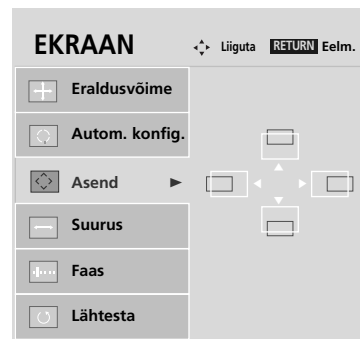 EKRAAN Liiguta RETURN Eelm.
Eraldusvõime
Autom. konfig.
Asend
Suurus
Faas
Lähtesta